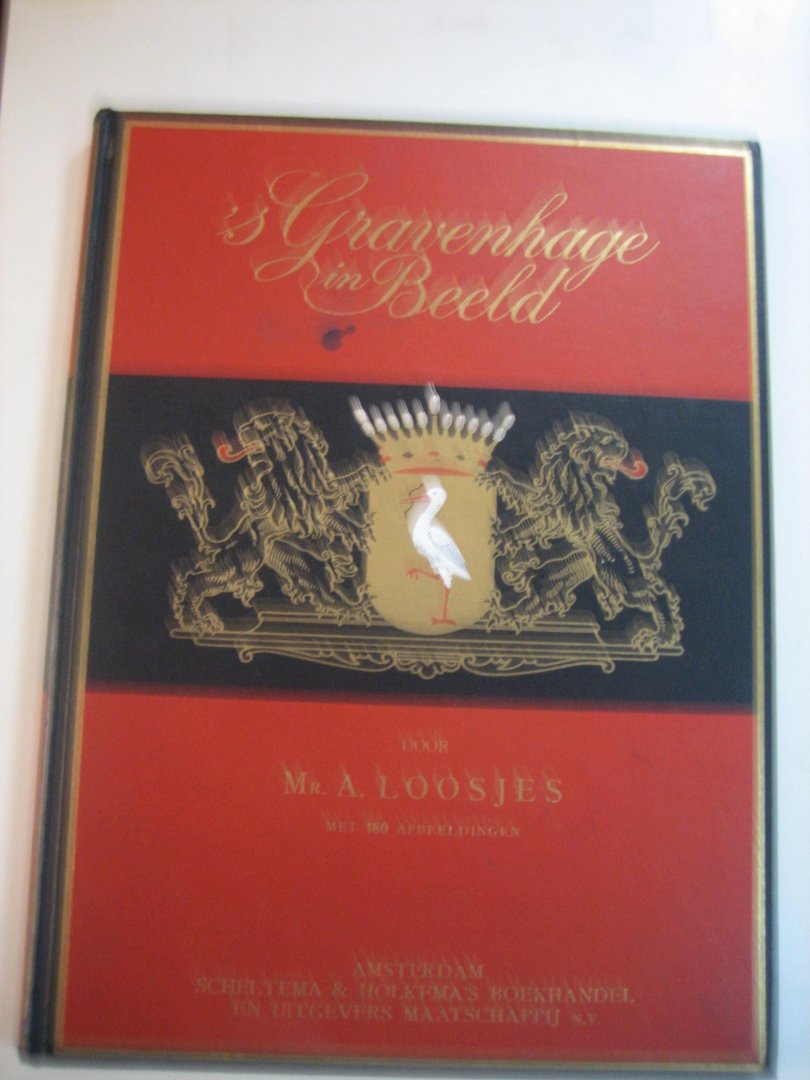 's Gravenhage
in Beeld
DOOR
MR. A. LOOSJES
MET 180 AFBEELDINGEN
AMSTERDAM
SCHELTEMA & HOLKEMA'S BOEKHANDEL
EN UITGEVERS MAATSCHAPPIJ N.V.